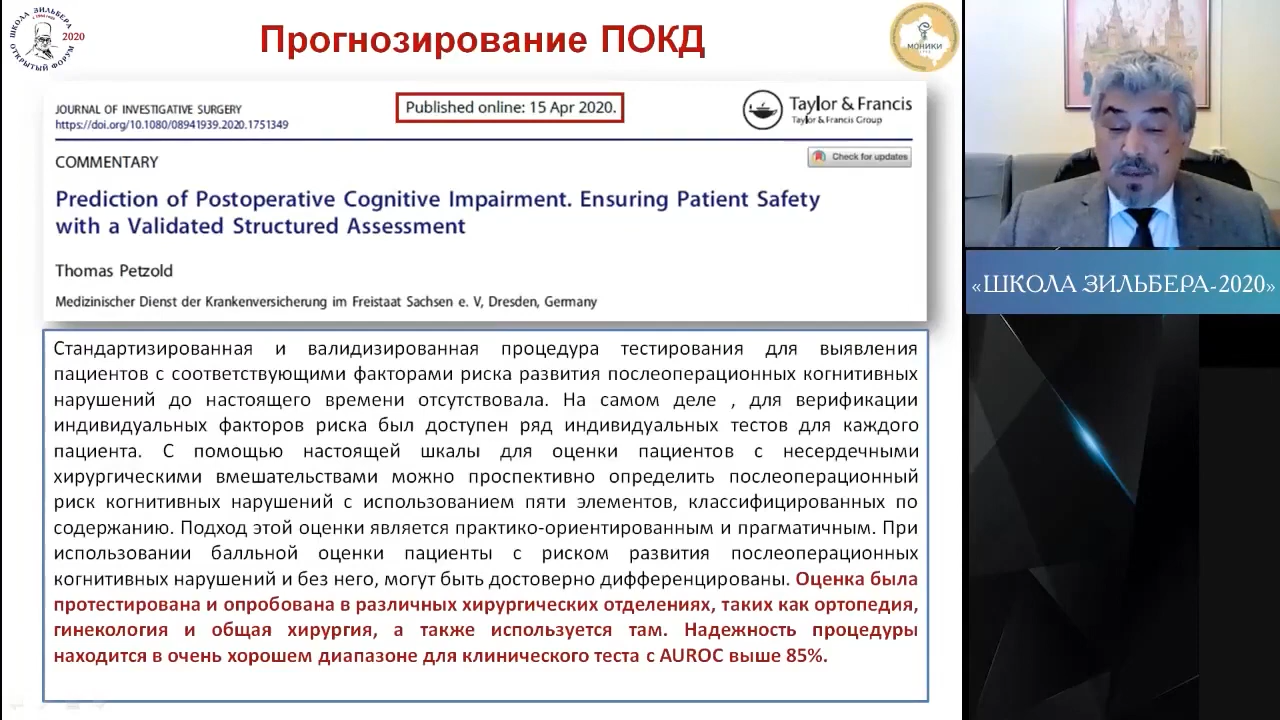 ШКОЛА ЗИЛЬБЕРА
ОТКРЫТЫЙ ФОРУМ
2020
Прогнозирование ПОКД
МОНИКИ
JOURNAL OF INVESTIGATIVE SURGERY
https://doi.org/10.1080/08941939.2020.1751349
Published online: 15 Apr 2020.
Taylor & Francis
Taylor & Francis Group
COMMENTARY
Check for updates
Prediction of Postoperative Cognitive Impairment. Ensuring Patient Safety
with a Validated Structured Assessment
Thomas Petzold
Medizinischer Dienst der Krankenversicherung im Freistaat Sachsen e. V, Dresden, Germany
Стандартизированная и валидизированная процедура тестирования для выявления
пациентов с соответствующими факторами риска развития послеоперационных когнитивных
нарушений до настоящего времени отсутствовала. На самом деле , для верификации
индивидуальных факторов риска был доступен ряд индивидуальных тестов для каждого
пациента. С помощью настоящей шкалы для оценки пациентов с несердечными
хирургическими вмешательствами можно проспективно определить послеоперационный
риск когнитивных нарушений с использованием пяти элементов, классифицированных по
содержанию. Подход этой оценки является практико-ориентированным и прагматичным. При
использовании балльной оценки пациенты с риском развития послеоперационных
когнитивных нарушений и без него, могут быть достоверно дифференцированы. Оценка была
протестирована и опробована в различных хирургических отделениях, таких как ортопедия,
гинекология и общая хирургия, а также используется там. Надежность процедуры
находится в очень хорошем диапазоне для клинического теста с AUROC выше 85%.
«ШКОЛА ЗИЛЬБЕРА-2020»